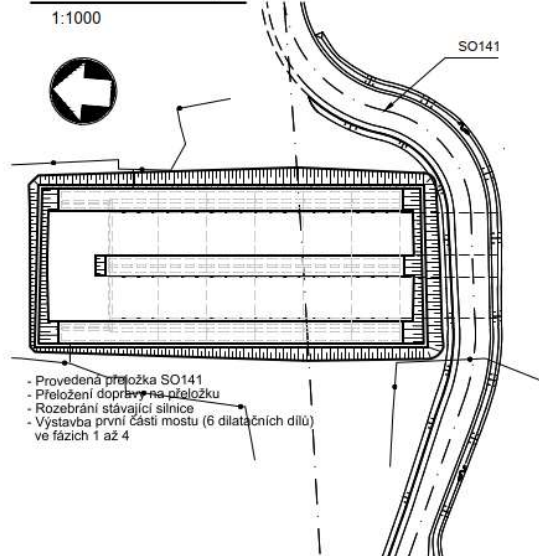 1:1000
SO141
- Provedená přeložka SO141
- Přeložení dopravy na přeložku
- Rozebrání stávající silnice
- Výstavba první části mostu (6 dilatačních dílů)
ve fázích 1 až 4